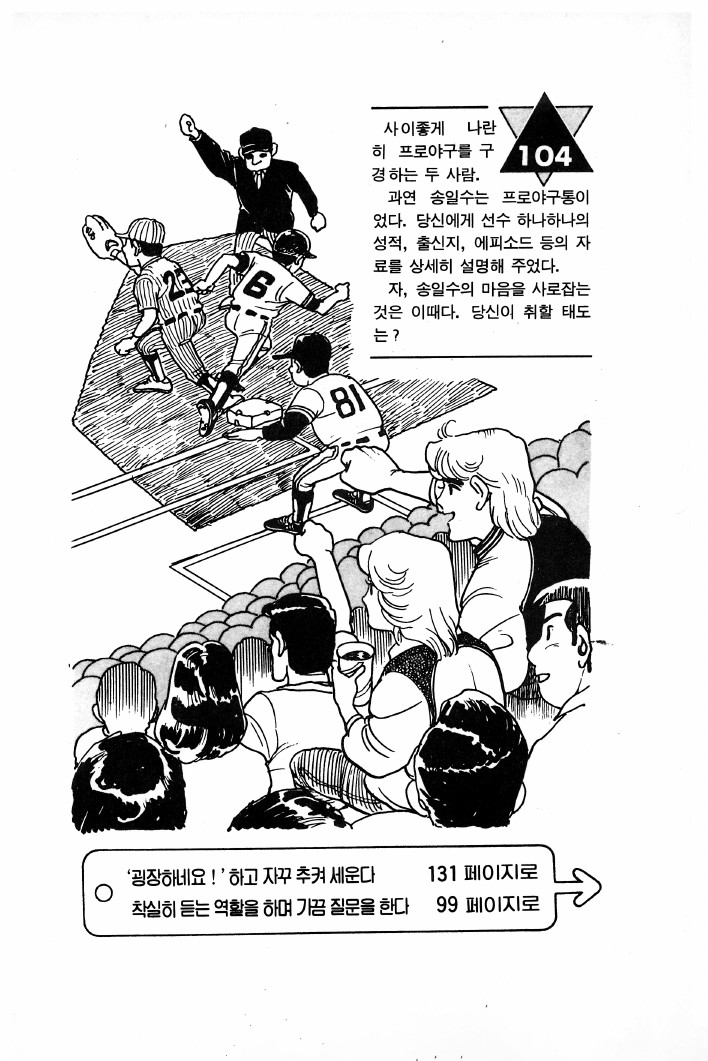 104
사이좋게 나란
히 프로야구를 구
경하는 두 사람.
과연 송일수는 프로야구통이
었다. 당신에게 선수 하나하나의
성적, 출신지, 에피소드 등의 자
료를 상세히 설명해 주었다.
자, 송일수의 마음을 사로잡는
것은 이때다. 당신이 취할 태도
는?
6
81
'굉장하네요!' 하고 자꾸 추켜 세운다 131 페이지로
착실히 듣는 역활을 하며 가끔 질문을 한다 99 페이지로